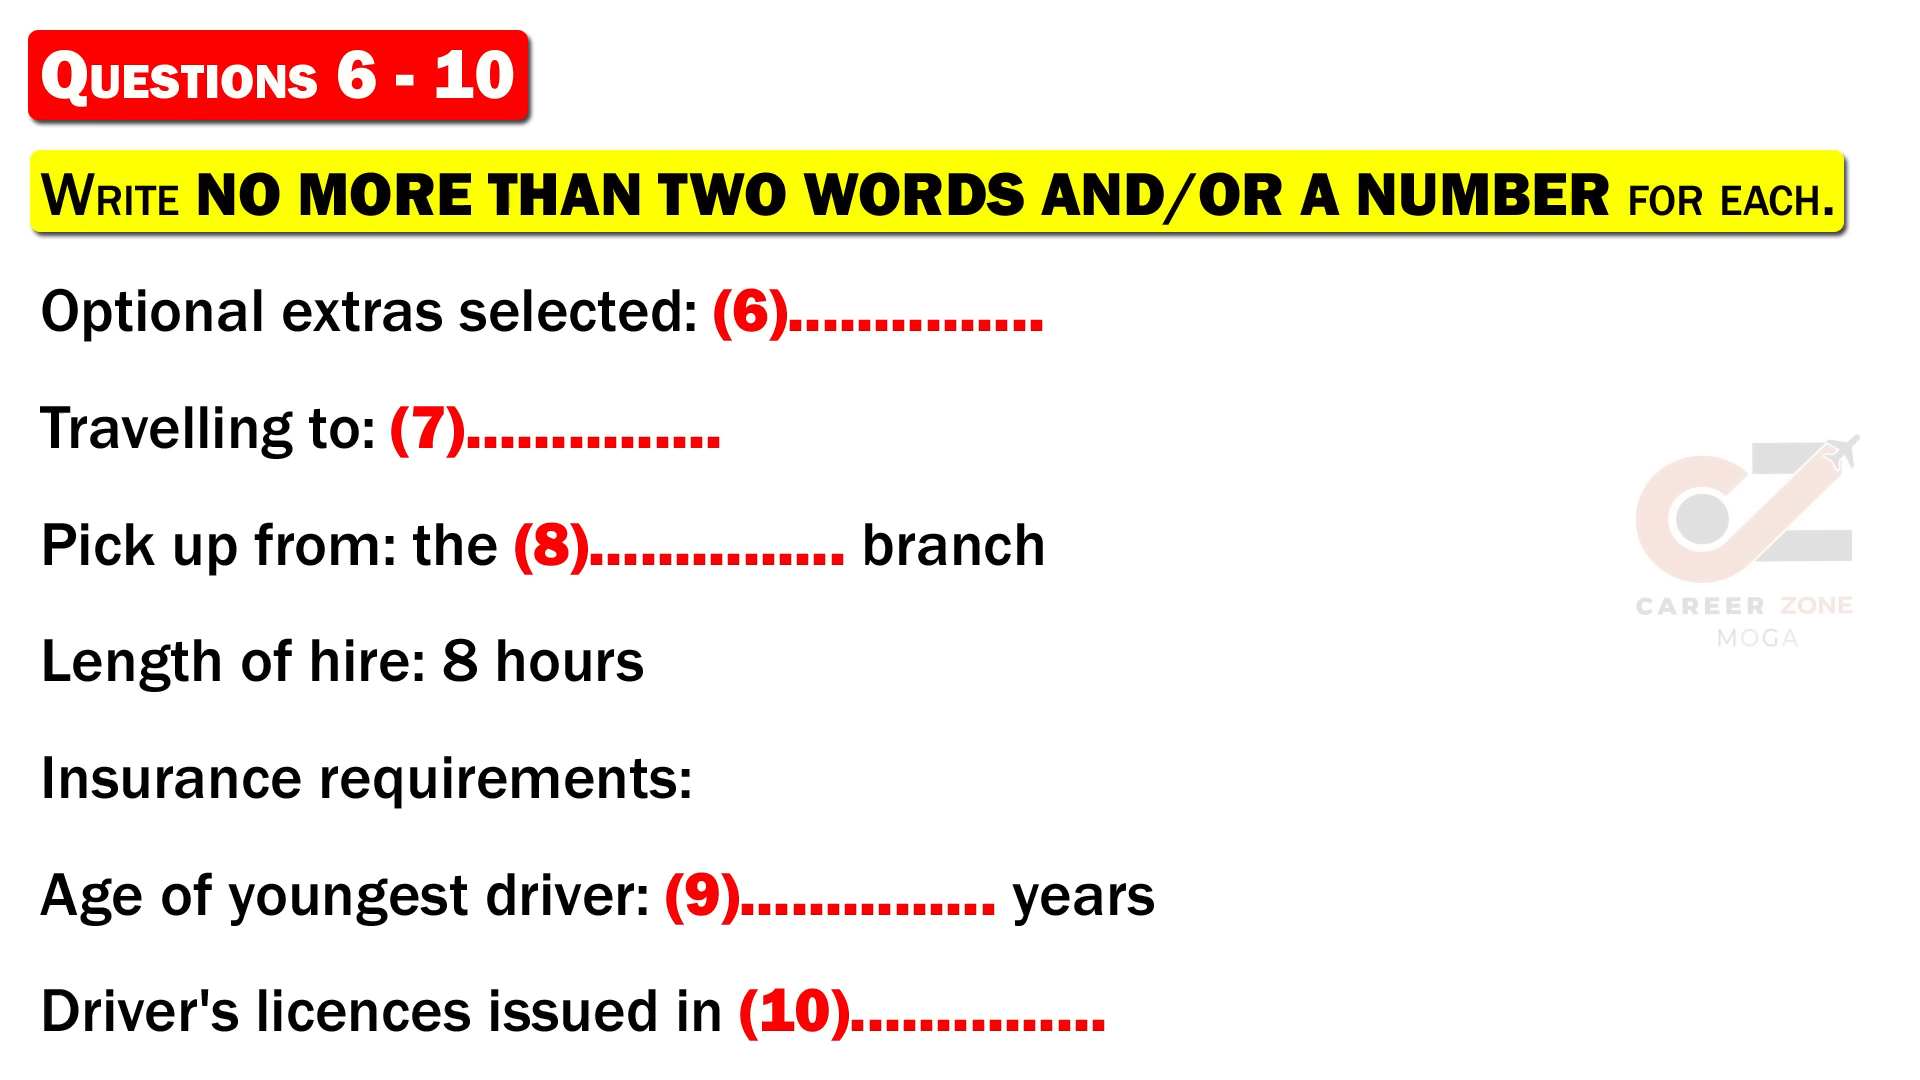 QUESTIONS 6 - 10
WRITE NO MORE THAN TWO WORDS AND/OR A NUMBER FOR EACH.
Optional extras selected: (6)...............
Travelling to: (7)...............
Pick up from: the (8)............... branch
Length of hire: 8 hours
Insurance requirements:
Age of youngest driver: (9)............... years
Driver's licences issued in (10)...............
CAREER ZONE
MOGA